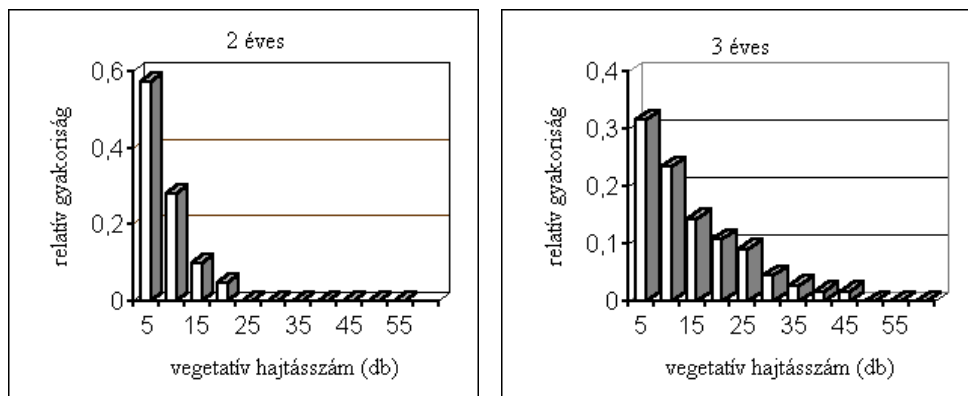 2 éves
relatív gyakoriság
0,6
0,4
0,2
0
5 15 25 35 45 55
vegetatív hajtásszám (db)
3 éves
relatív gyakoriság
0,4
0,3
0,2
0,1
0
5 15 25 35 45 55
vegetatív hajtásszám (db)